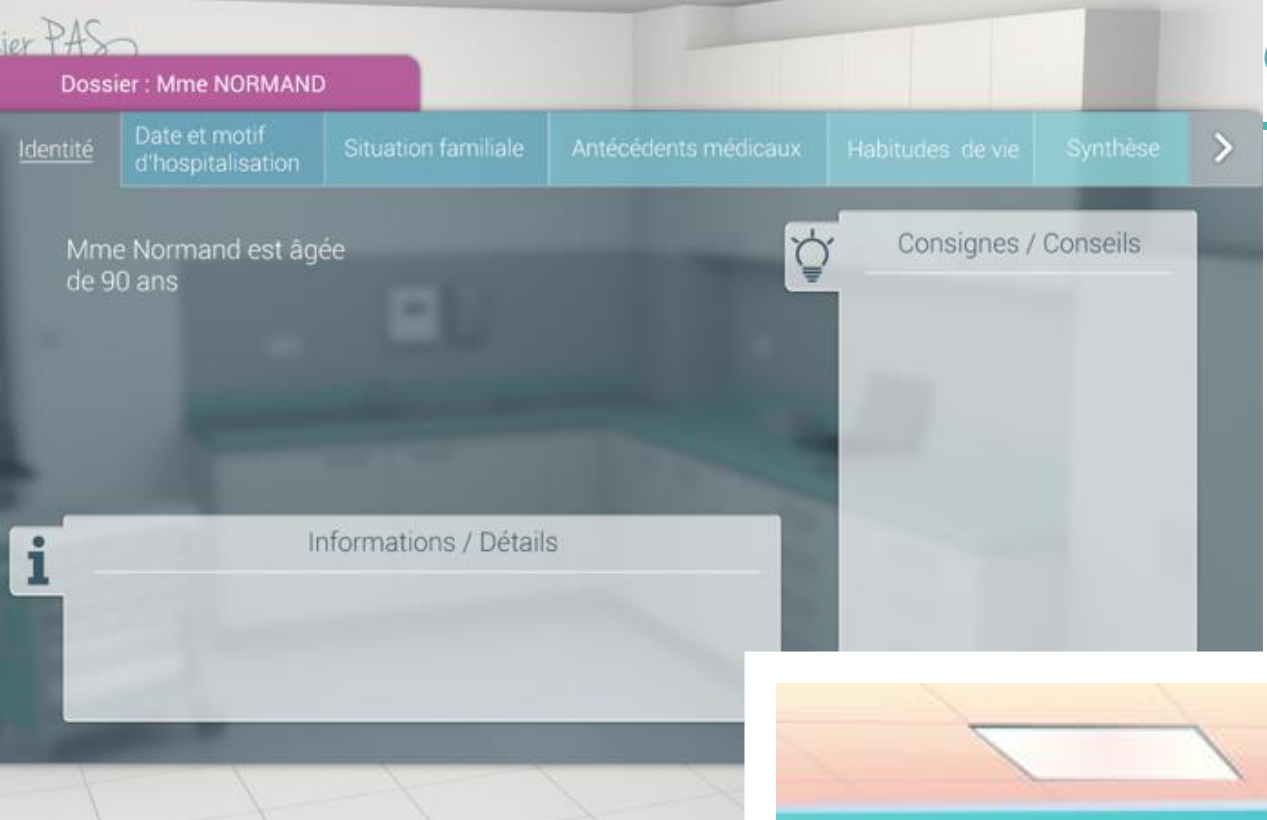 PAS
Dossier : Mme NORMAND
Identité
Date et motif
d'hospitalisation
Situation familiale
Antécédents médicaux
Habitudes de vie
Synthèse
Mme Normand est âgée
de 90 ans
Consignes / Conseils
Informations / Détails